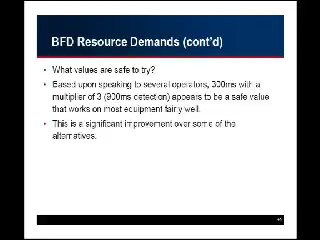 BFD Resource Demands (cont'd)
• What values are safe to try?
• Based upon speaking to several operators, 300ms with a
multiplier of 3 (900ms detection) appears to be a safe value
that works on most equipment fairly well.
• This is a significant improvement over some of the
alternatives.